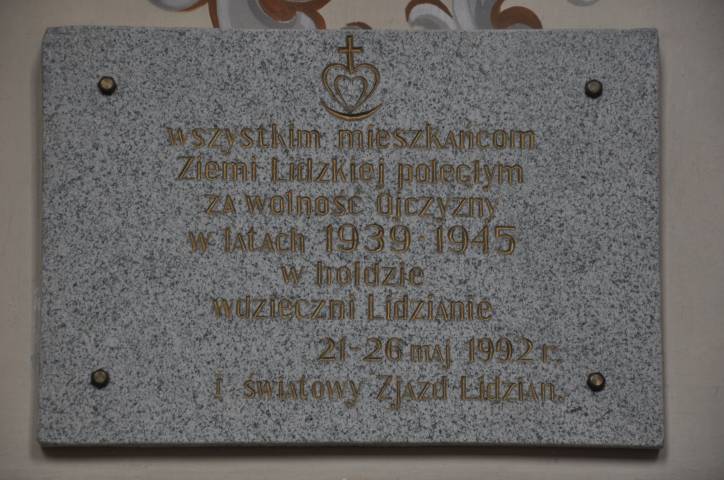 wszystkim mieszkańcom
Ziemi Lidzkiej poległym
za wolność Ojczyzny
w latach 1939-1945
w hołdzie
wdzięczni Lidzianie
21-26 maj 1992 r.
I światowy Zjazd Lidzian.